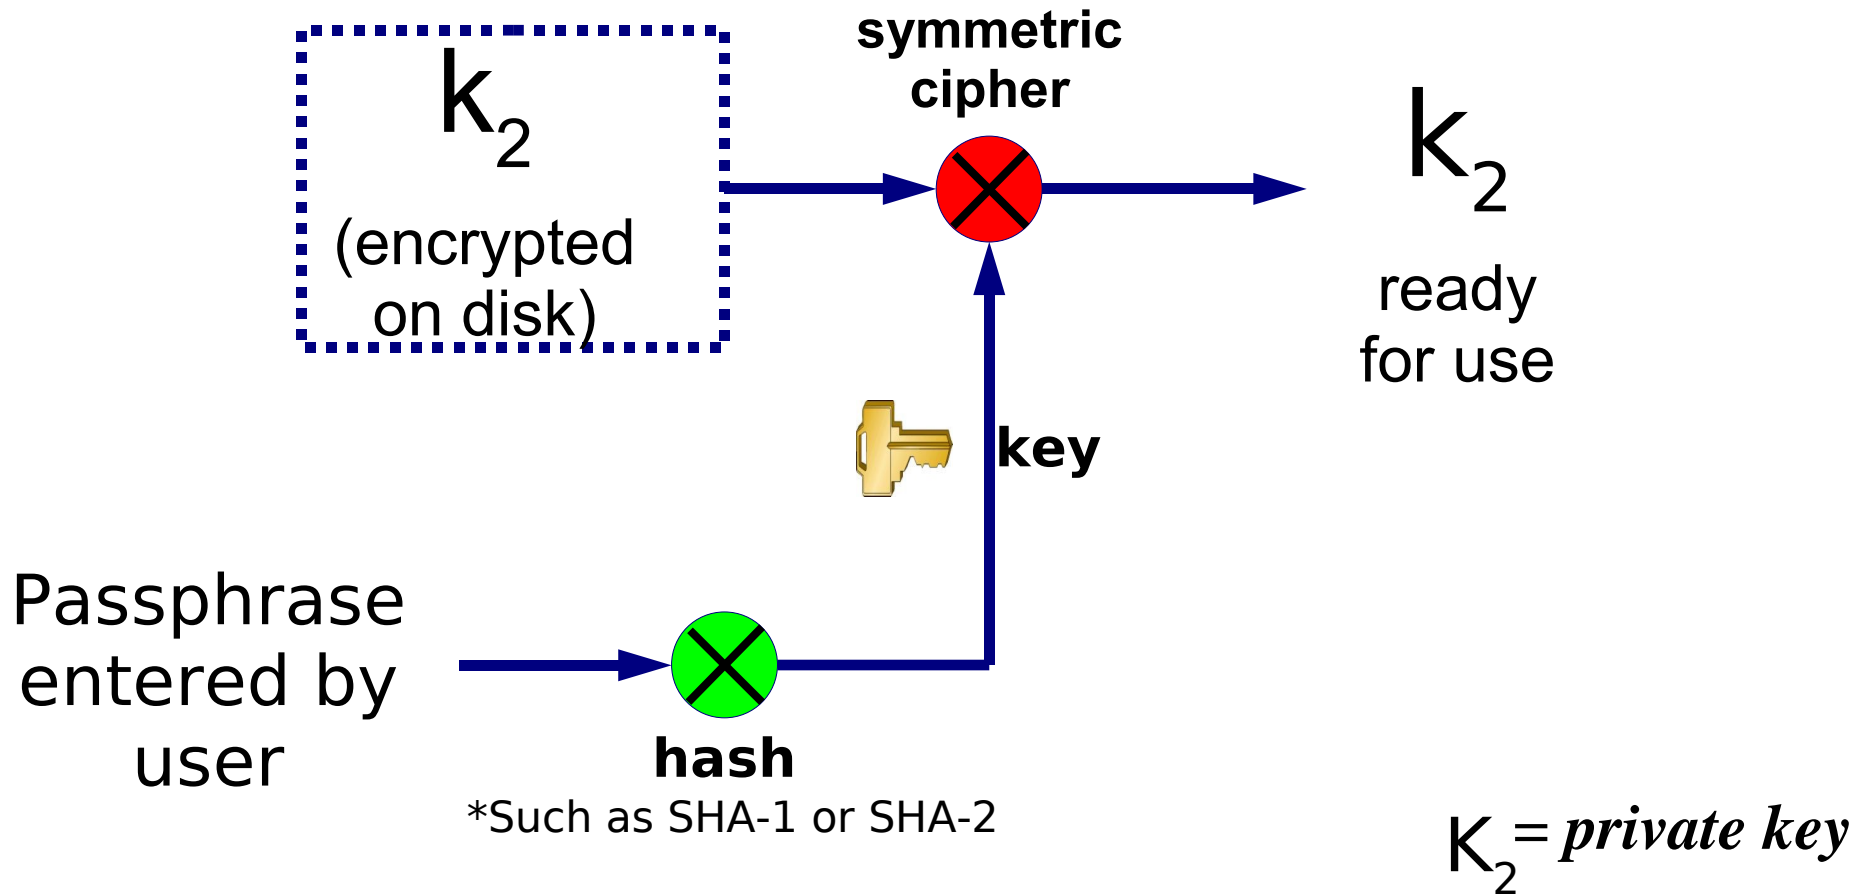 k₂
(encrypted
on disk)
symmetric
cipher
k₂
ready
for use
key
Passphrase
entered by
user
hash
*Such as SHA-1 or SHA-2
K₂= private key